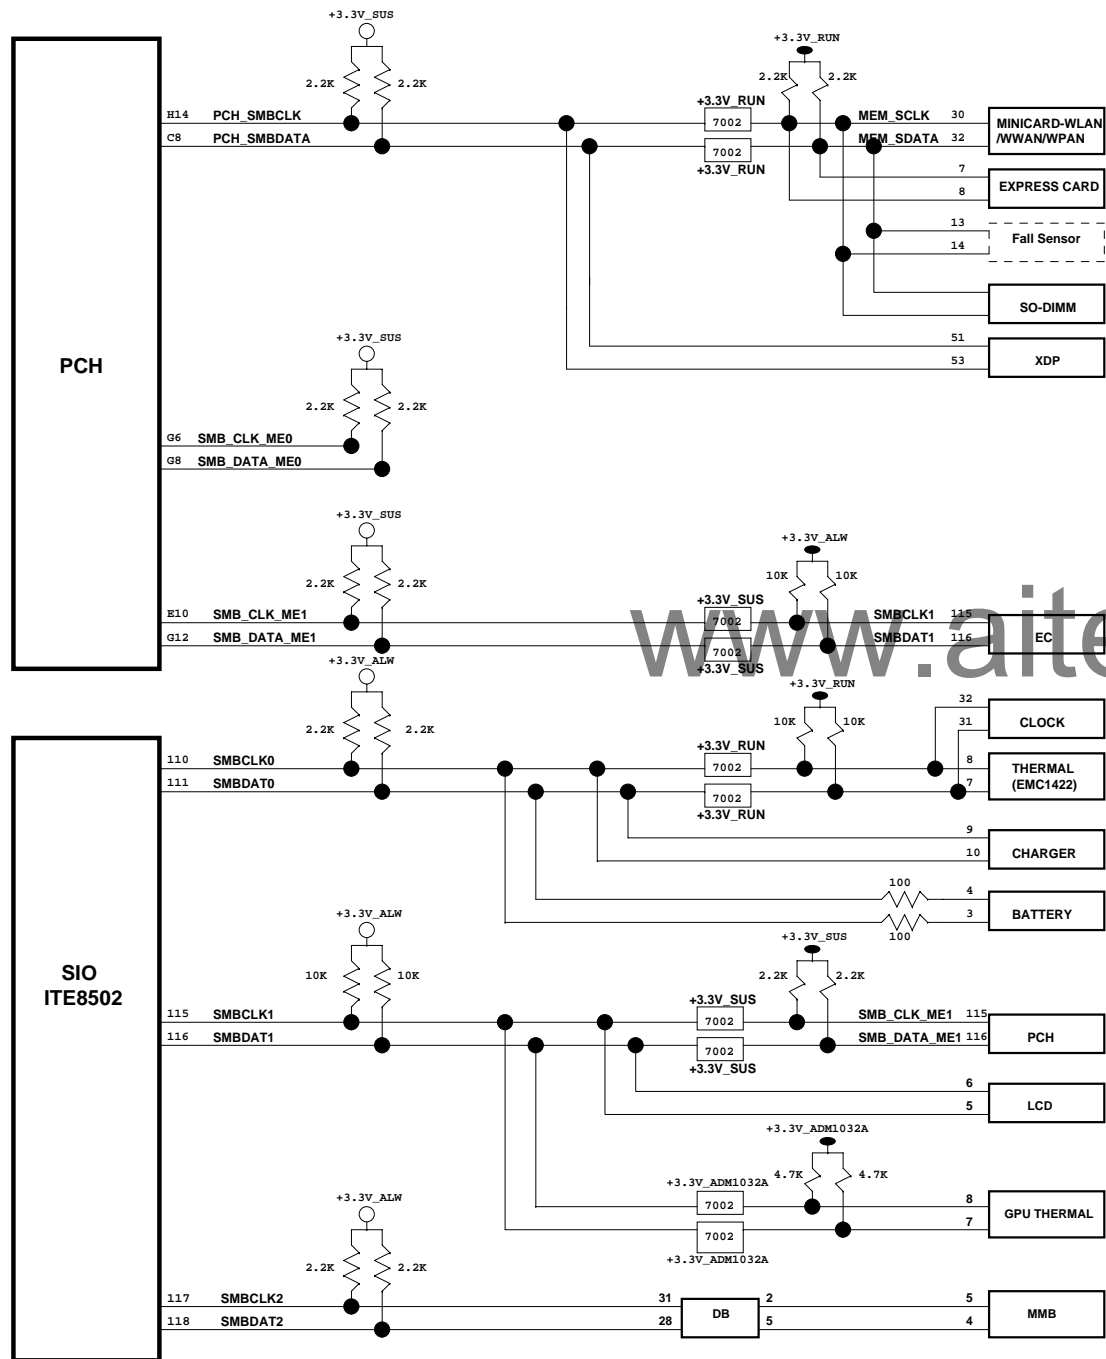 +3.3V_SUS
+3.3V_RUN
2.2K 2.2K
2.2K 2.2K
+3.3V_RUN
H14 PCH_SMBCLK 7002 MEM_SCLK 30
MINICARD-WLAN
/WWAN/WPAN
C8 PCH_SMBDATA 7002 MEM_SDATA 32
+3.3V_RUN
7
EXPRESS CARD
8
13
Fall Sensor
14
SO-DIMM
+3.3V_SUS
51
XDP
53
PCH
2.2K 2.2K
G6 SMB_CLK_ME0
G8 SMB_DATA_ME0
+3.3V_SUS
+3.3V_ALW
2.2K 2.2K
10K 10K
+3.3V_SUS
E10 SMB_CLK_ME1 7002 SMBCLK1 115
G12 SMB_DATA_ME1 7002 SMBDAT1 116
EC
+3.3V_SUS
www.aite
+3.3V_ALW
+3.3V_RUN
2.2K 2.2K
10K 10K
32
CLOCK
31
+3.3V_RUN
110 SMBCLK0 7002 8
THERMAL
(EMC1422)
111 SMBDAT0 7002 7
+3.3V_RUN
9
CHARGER
10
100 4
BATTERY
3
100
+3.3V_ALW
+3.3V_SUS
SIO
ITE8502
10K 10K
2.2K 2.2K
+3.3V_SUS
115 SMBCLK1 7002 SMB_CLK_ME1 115
116 SMBDAT1 7002 SMB_DATA_ME1 116
PCH
+3.3V_SUS
6
LCD
5
+3.3V_ADM1032A
4.7K 4.7K
+3.3V_ADM1032A
+3.3V_ALW
7002 8
GPU THERMAL
7002 7
+3.3V_ADM1032A
2.2K 2.2K
117 SMBCLK2 31 2 5
DB
MMB
118 SMBDAT2 28 5 4